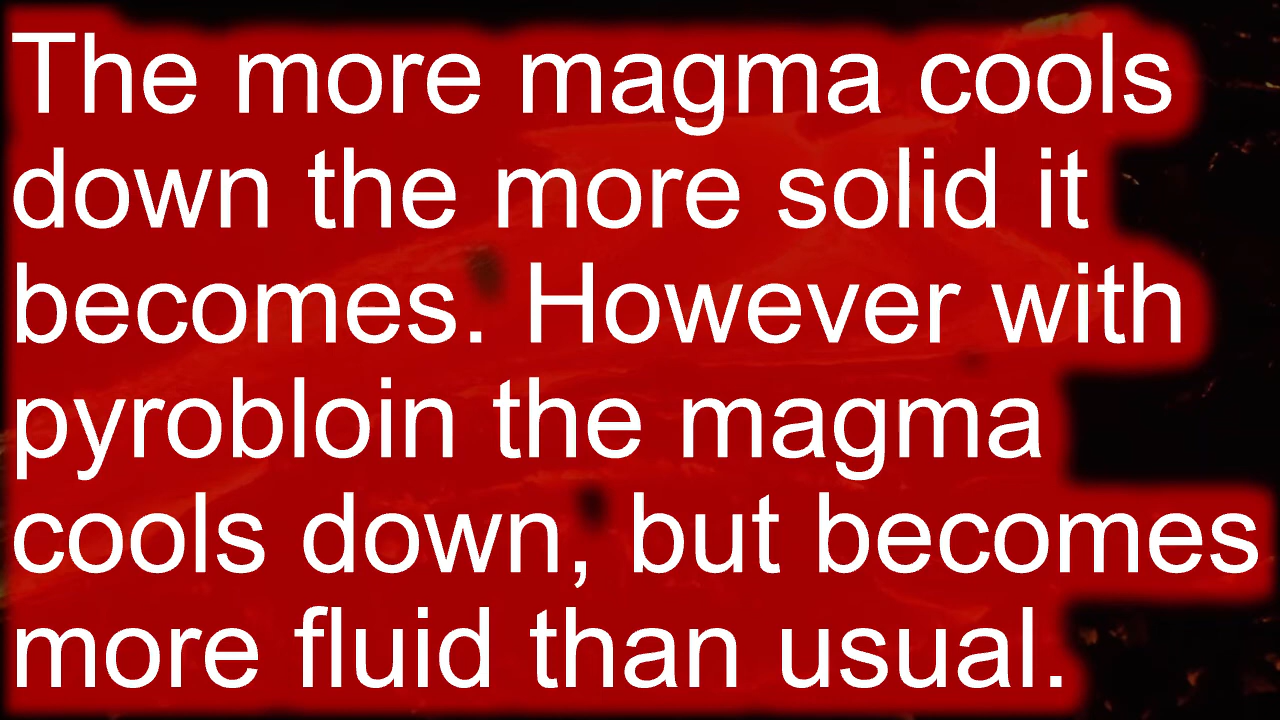 The more magma cools
down the more solid it
becomes. However with
pyrobloin the magma
cools down, but becomes
more fluid than usual.